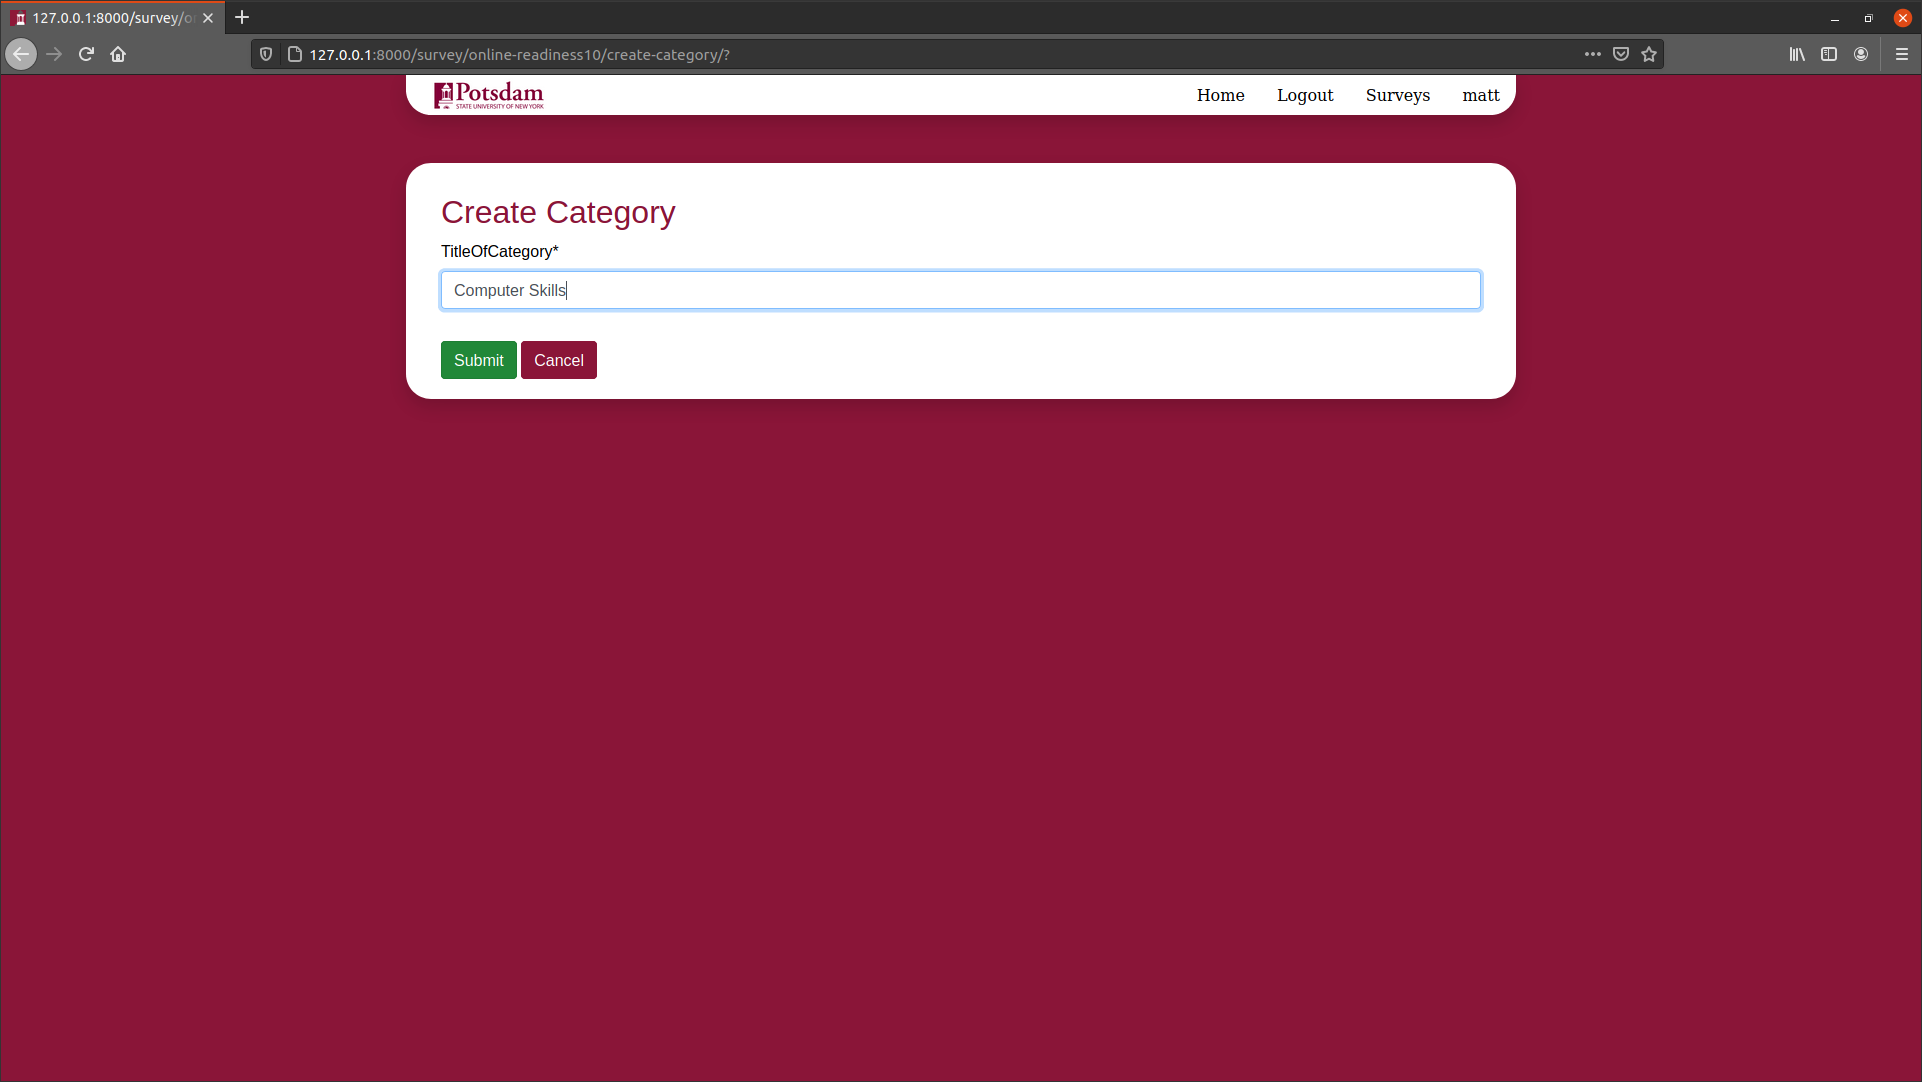 127.0.0.1:8000/survey/o
127.0.0.1:8000/survey/online-readiness10/create-category/?
Potsdam
STATE UNIVERSITY OF NEW YORK
Home Logout Surveys matt
Create Category
TitleOfCategory*
Computer Skills
Submit Cancel